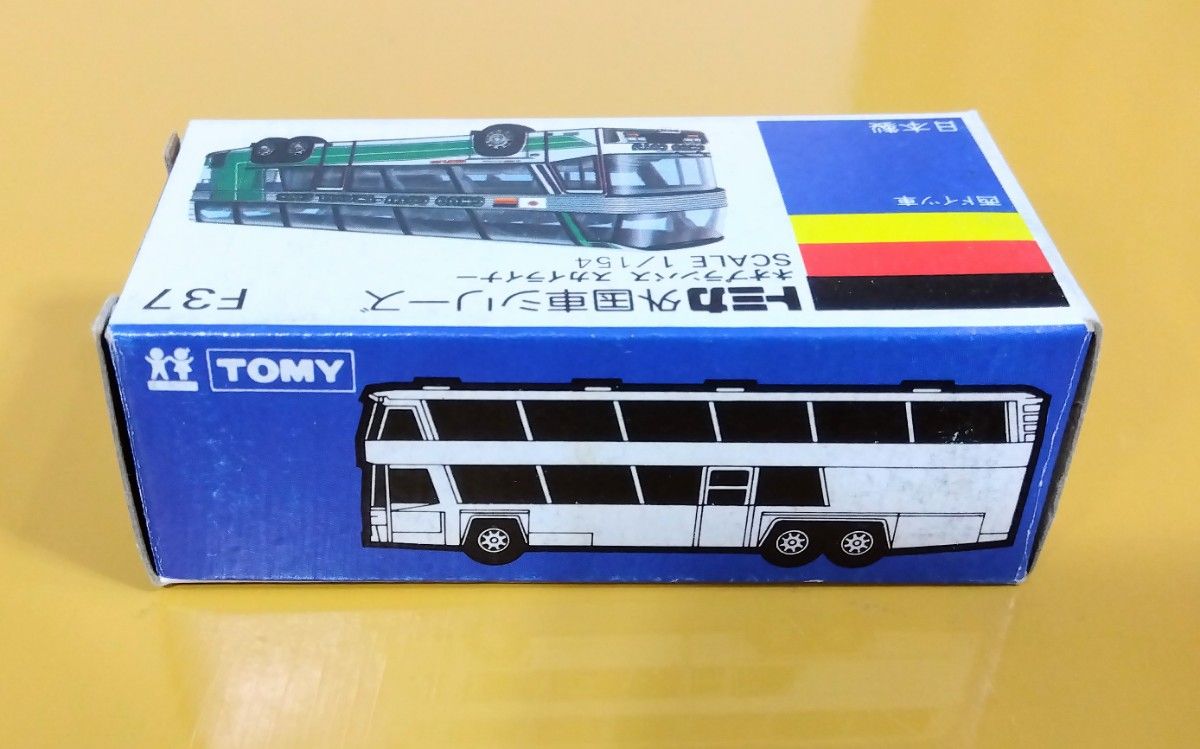 トミカ外国車シリーズ F37
ネオプランバス スカイライナー
SCALE 1/154
西ドイツ車
日本製
TOMY